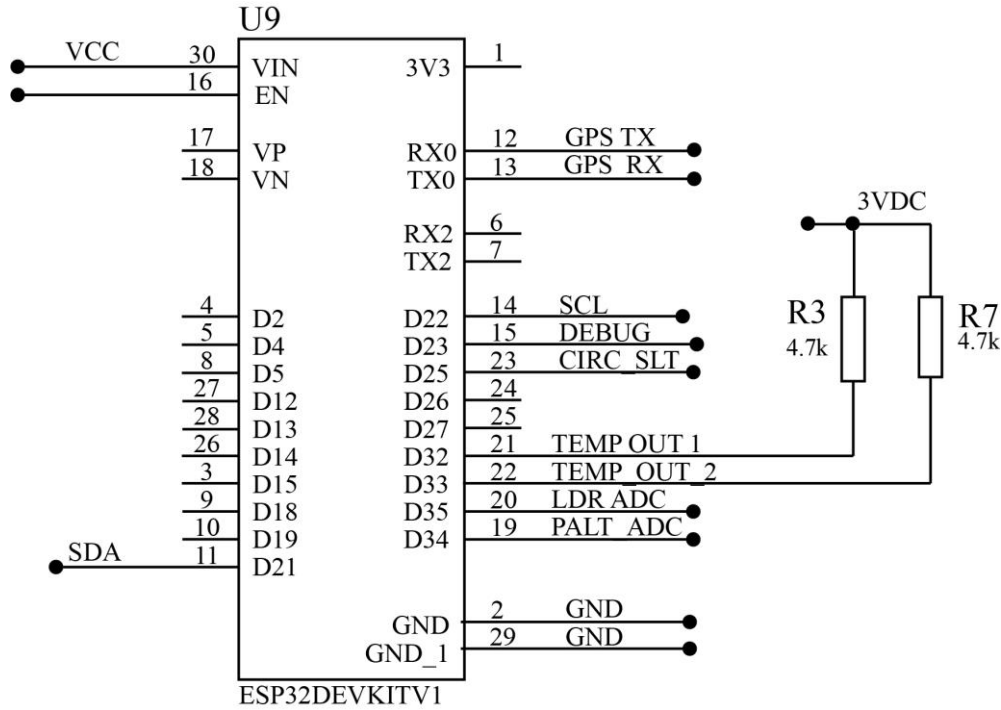 U9
VCC 30 VIN 3V3 1
16 EN
17 VP RX0 12 GPS TX
18 VN TX0 13 GPS RX
RX2 6
TX2 7
3VDC
4 D2 D22 14 SCL
5 D4 D23 15 DEBUG
8 D5 D25 23 CIRC_SLT
R3 4.7k
R7 4.7k
27 D12 D26 24
28 D13 D27 25
26 D14 D32 21 TEMP OUT 1
3 D15 D33 22 TEMP_OUT_2
9 D18 D35 20 LDR ADC
10 D19 D34 19 PALT_ADC
SDA 11 D21
GND 2 GND
GND_1 29 GND
ESP32DEVKITV1